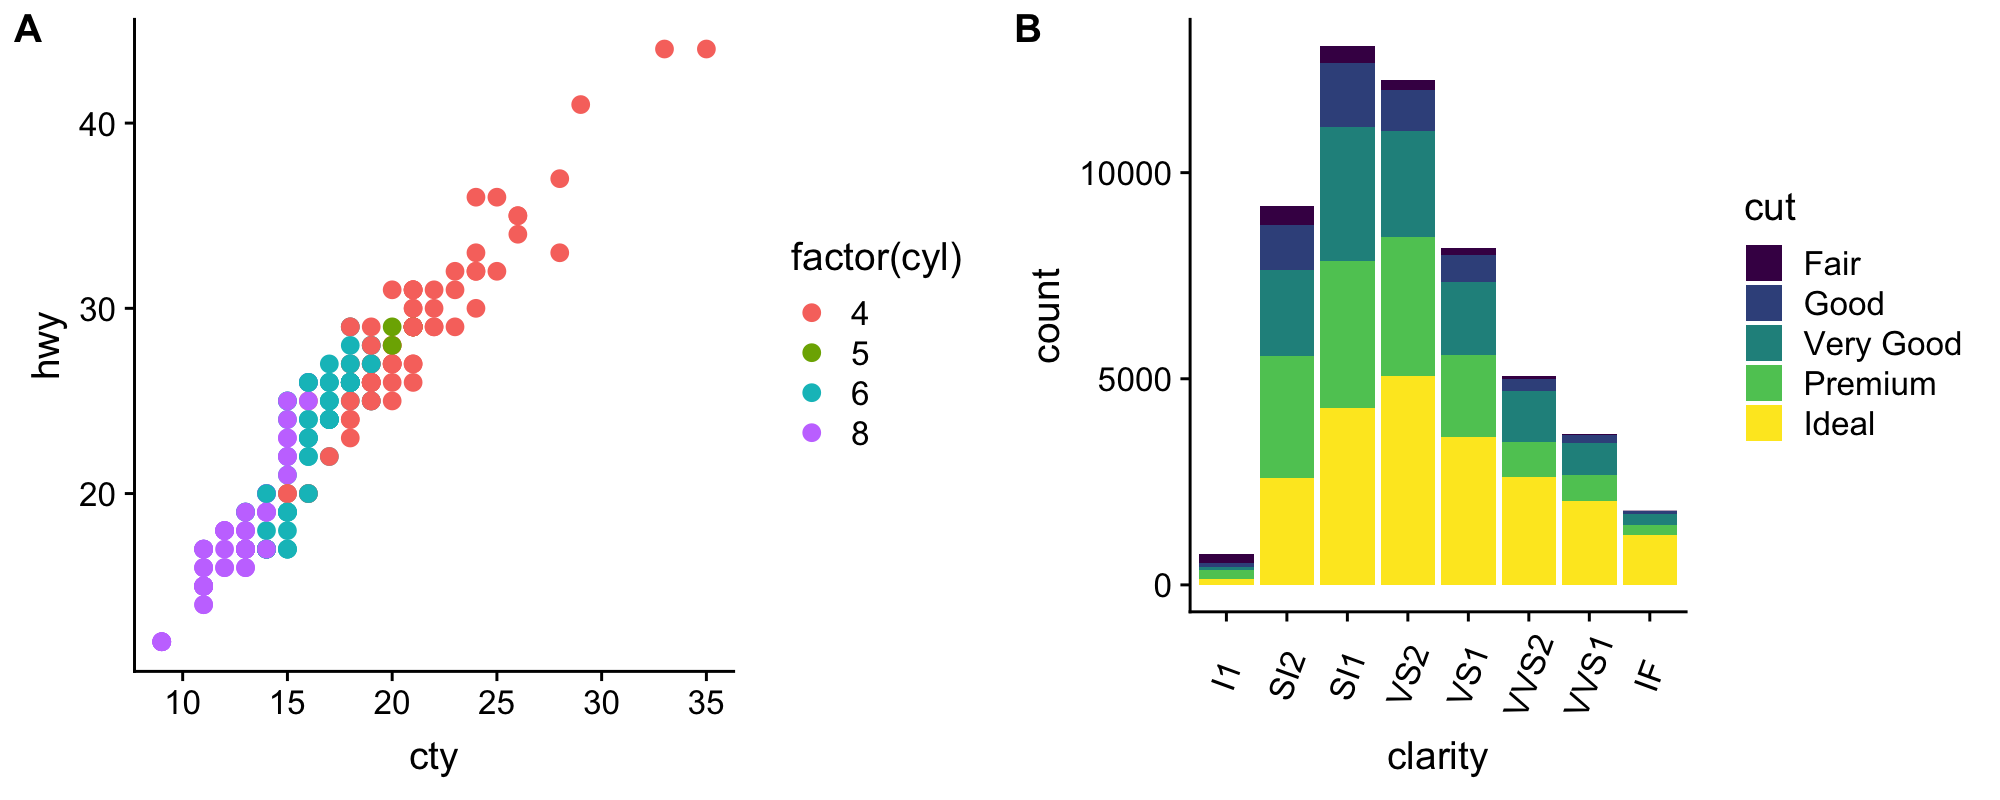 A
40
30
20
hwy
10 15 20 25 30 35
cty
factor(cyl)
4
5
6
8
B
10000
5000
0
count
I1 SI2 SI1 VS2 VS1 VVS2 VVS1 IF
clarity
cut
Fair
Good
Very Good
Premium
Ideal